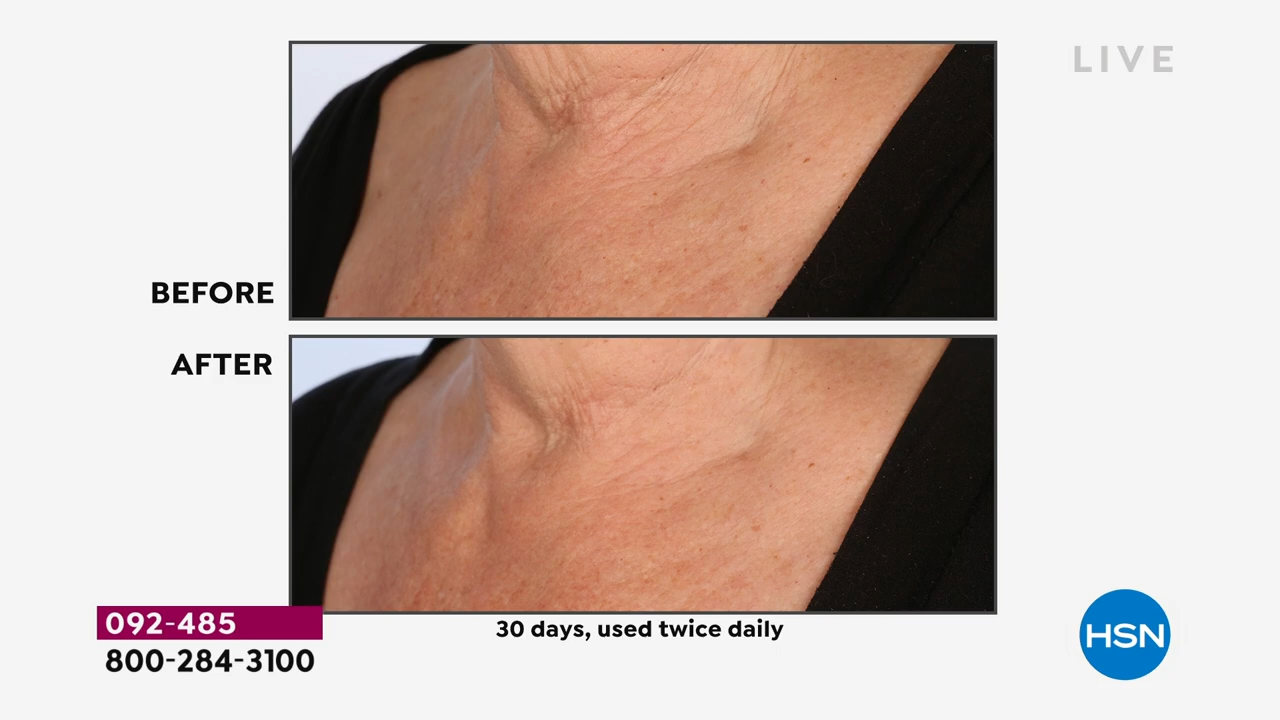 LIVE
BEFORE
AFTER
092-485
30 days, used twice daily
800-284-3100
HSN